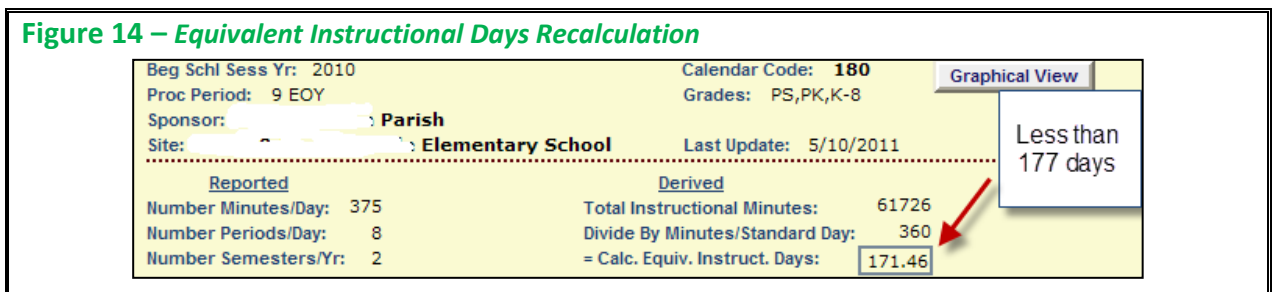 Figure 14 – Equivalent Instructional Days Recalculation
Beg Schl Sess Yr: 2010 Calendar Code: 180 Graphical View
Proc Period: 9 EOY Grades: PS,PK,K-8
Sponsor: Parish
Site: Elementary School Last Update: 5/10/2011
Less than
177 days
Reported Derived
Number Minutes/Day: 375 Total Instructional Minutes: 61726
Number Periods/Day: 8 Divide By Minutes/Standard Day: 360
Number Semesters/Yr: 2 = Calc. Equiv. Instruct. Days: 171.46